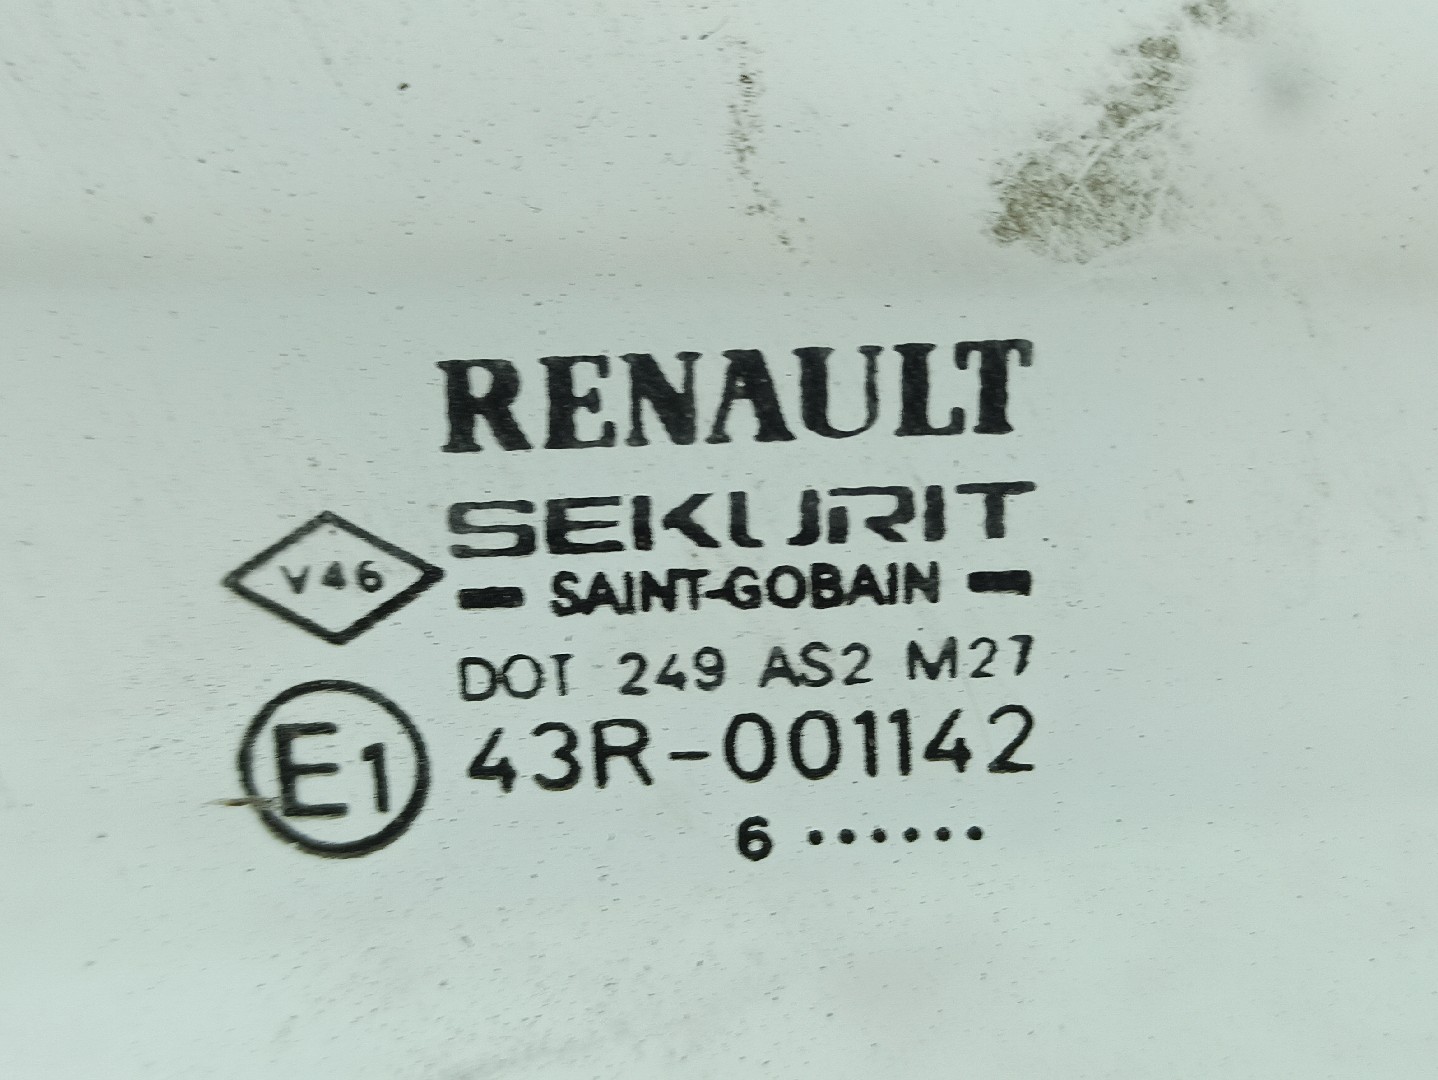 RENAULT
SEKURIT
V46
SAINT-GOBAIN
DOT 249 AS2 M27
E1 43R-001142
6 ••••••